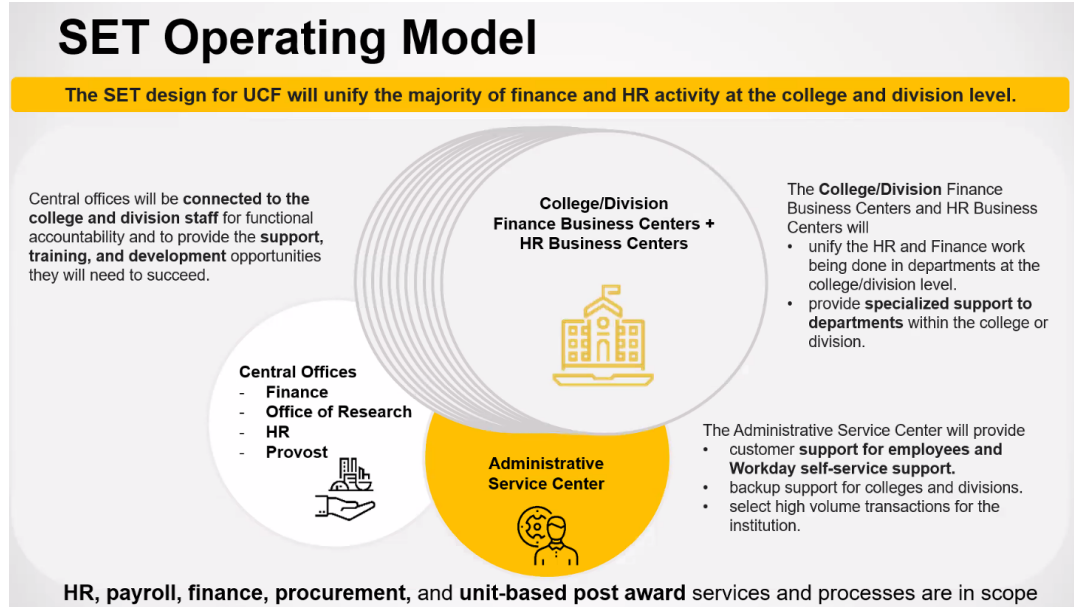 SET Operating Model
The SET design for UCF will unify the majority of finance and HR activity at the college and division level.
Central offices will be connected to the
college and division staff for functional
accountability and to provide the support,
training, and development opportunities
they will need to succeed.
College/Division
Finance Business Centers +
HR Business Centers
The College/Division Finance
Business Centers and HR Business
Centers will
• unify the HR and Finance work
being done in departments at the
college/division level.
• provide specialized support to
departments within the college or
division.
Central Offices
- Finance
- Office of Research
- HR
- Provost
Administrative
Service Center
The Administrative Service Center will provide
• customer support for employees and
Workday self-service support.
• backup support for colleges and divisions.
• select high volume transactions for the
institution.
HR, payroll, finance, procurement, and unit-based post award services and processes are in scope